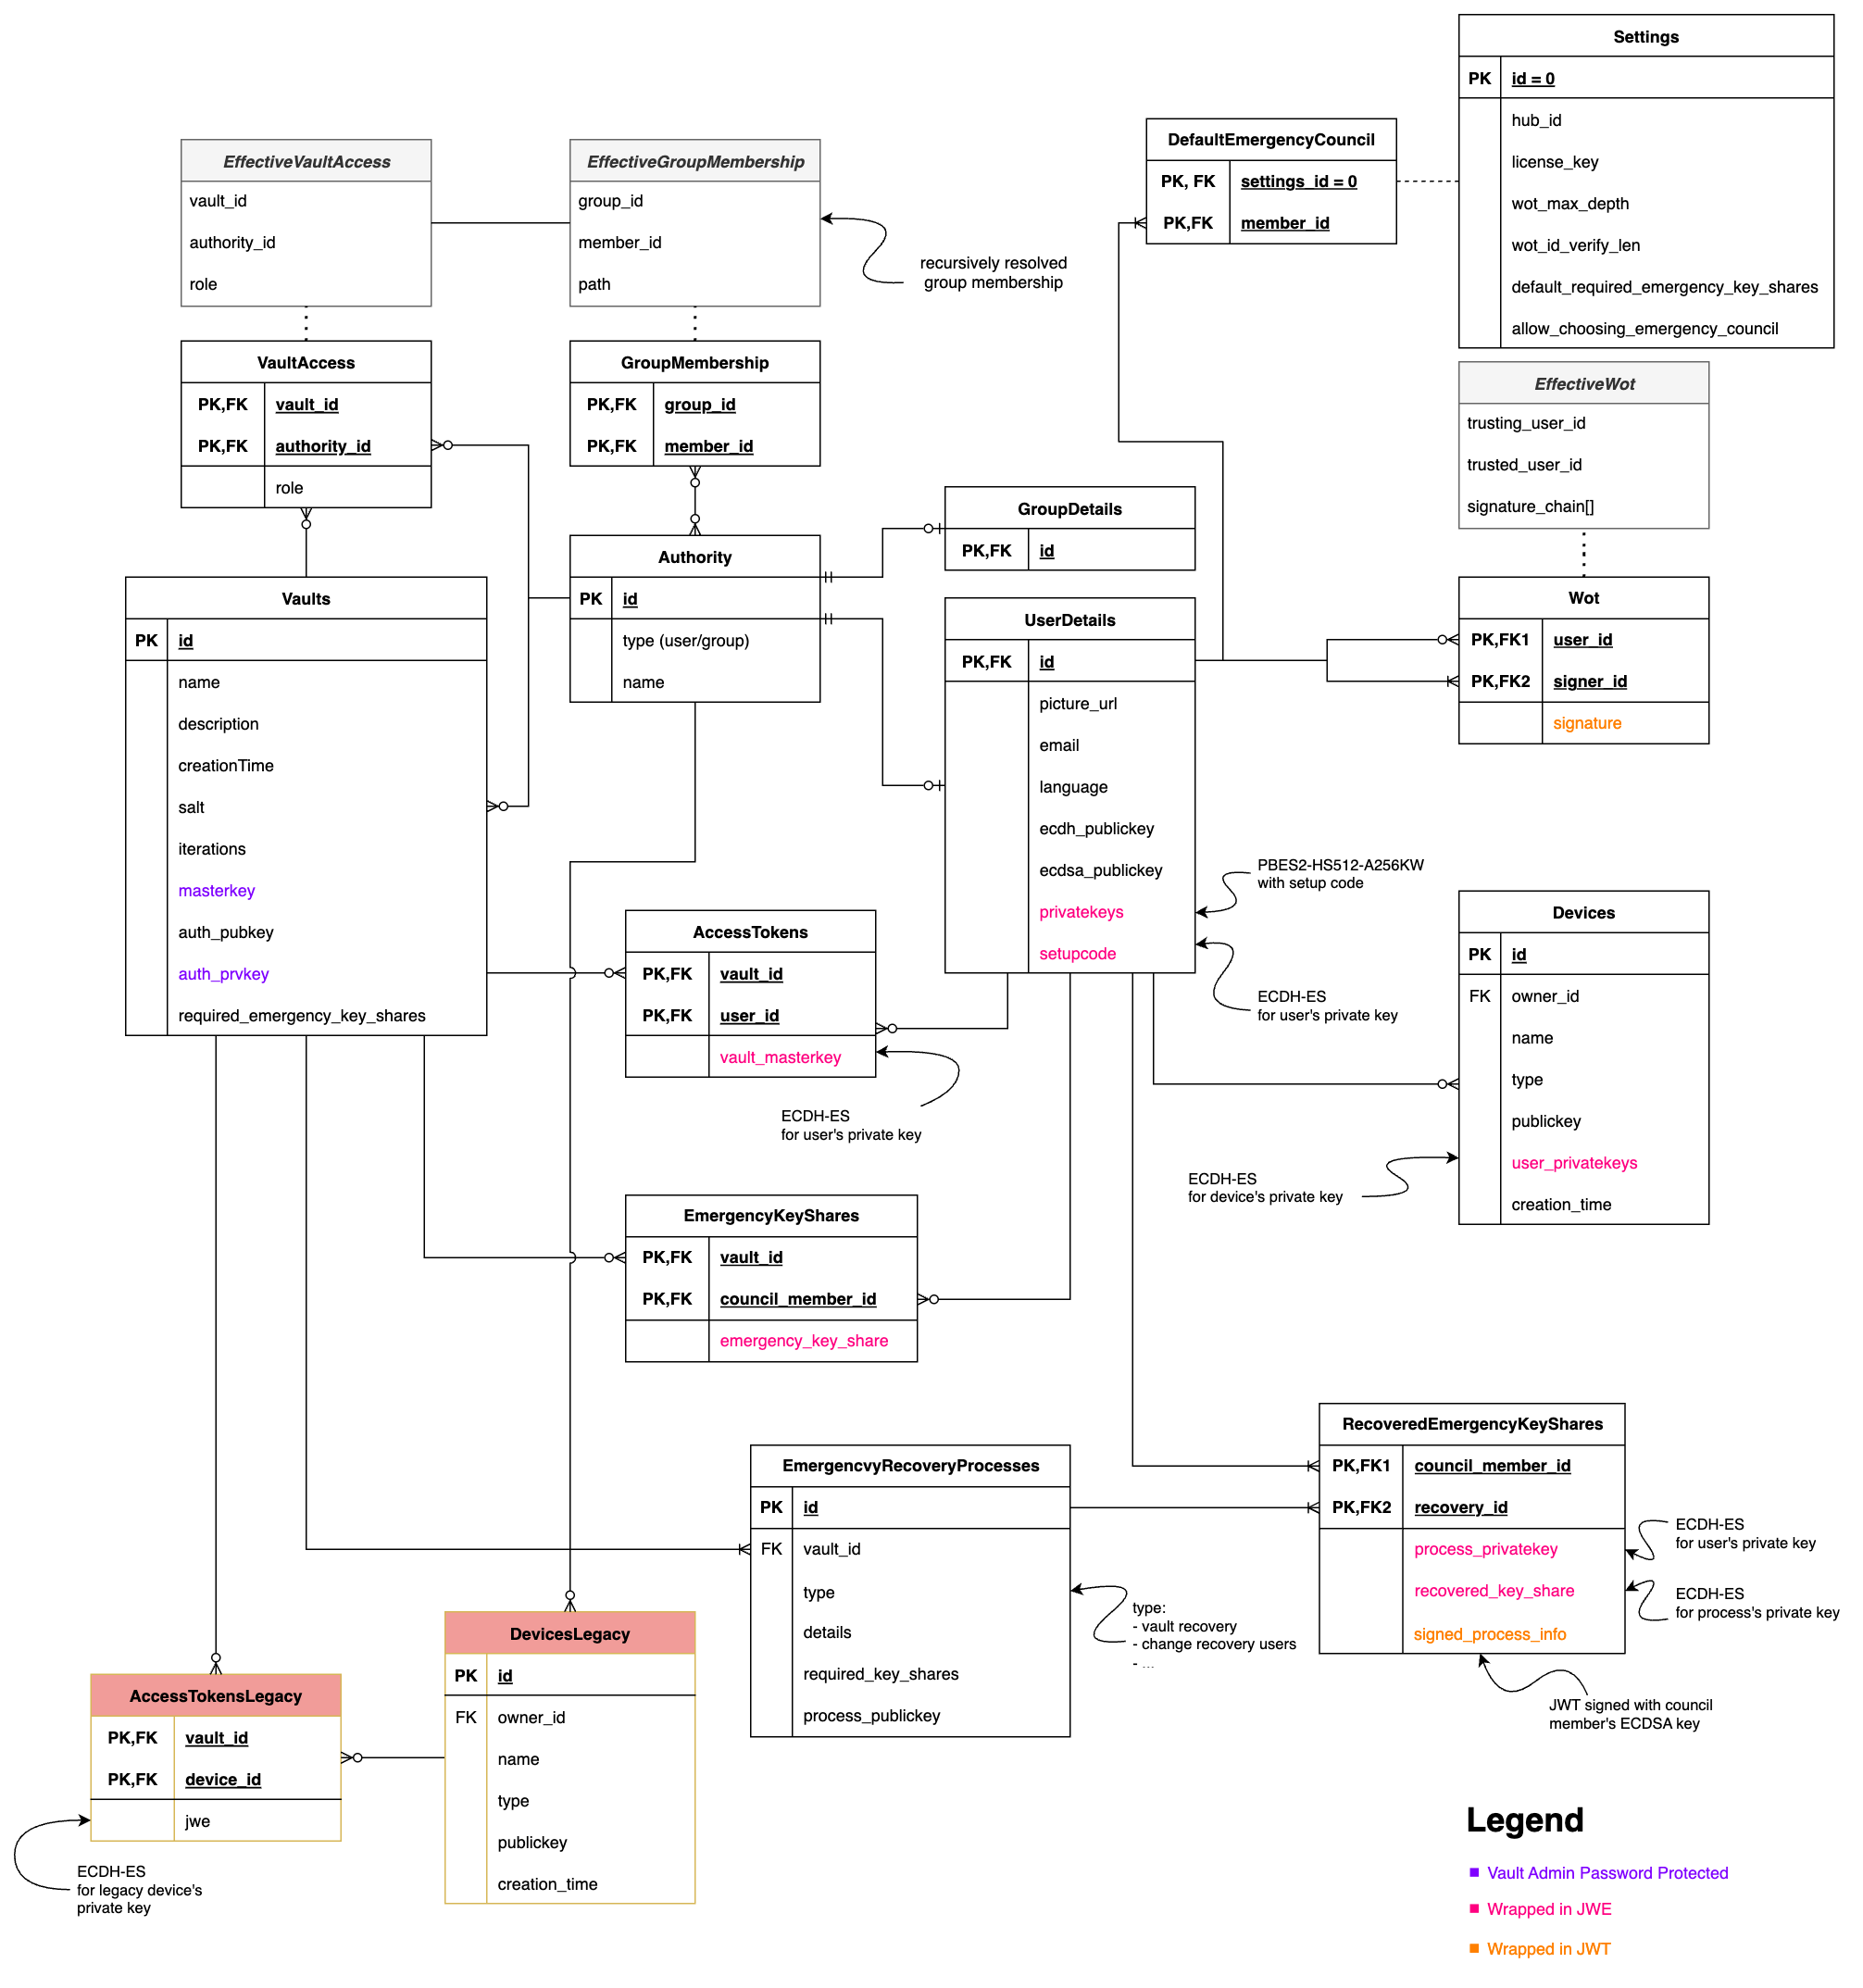 Settings
PK id = 0
hub_id
license_key
wot_max_depth
wot_id_verify_len
default_required_emergency_key_shares
allow_choosing_emergency_council
DefaultEmergencyCouncil
PK, FK settings_id = 0
PK,FK member_id
EffectiveVaultAccess
vault_id
authority_id
role
EffectiveGroupMembership
group_id
member_id
path
recursively resolved
group membership
VaultAccess
PK,FK vault_id
PK,FK authority_id
role
GroupMembership
PK,FK group_id
PK,FK member_id
EffectiveWot
trusting_user_id
trusted_user_id
signature_chain[]
GroupDetails
PK,FK id
Authority
PK id
type (user/group)
name
Vaults
PK id
name
description
creationTime
salt
iterations
masterkey
auth_pubkey
auth_prvkey
required_emergency_key_shares
UserDetails
PK,FK id
picture_url
email
language
ecdh_publickey
ecdsa_publickey
privatekeys
setupcode
Wot
PK,FK1 user_id
PK,FK2 signer_id
signature
PBES2-HS512-A256KW
with setup code
ECDH-ES
for user's private key
Devices
PK id
FK owner_id
name
type
publickey
user_privatekeys
creation_time
ECDH-ES
for device's private key
AccessTokens
PK,FK vault_id
PK,FK user_id
vault_masterkey
ECDH-ES
for user's private key
EmergencyKeyShares
PK,FK vault_id
PK,FK council_member_id
emergency_key_share
EmergencvyRecoveryProcesses
PK id
FK vault_id
type
details
required_key_shares
process_publickey
type:
- vault recovery
- change recovery users
- ...
RecoveredEmergencyKeyShares
PK,FK1 council_member_id
PK,FK2 recovery_id
process_privatekey
recovered_key_share
signed_process_info
ECDH-ES
for user's private key
ECDH-ES
for process's private key
JWT signed with council
member's ECDSA key
DevicesLegacy
PK id
FK owner_id
name
type
publickey
creation_time
AccessTokensLegacy
PK,FK vault_id
PK,FK device_id
jwe
ECDH-ES
for legacy device's
private key
Legend
Vault Admin Password Protected
Wrapped in JWE
Wrapped in JWT